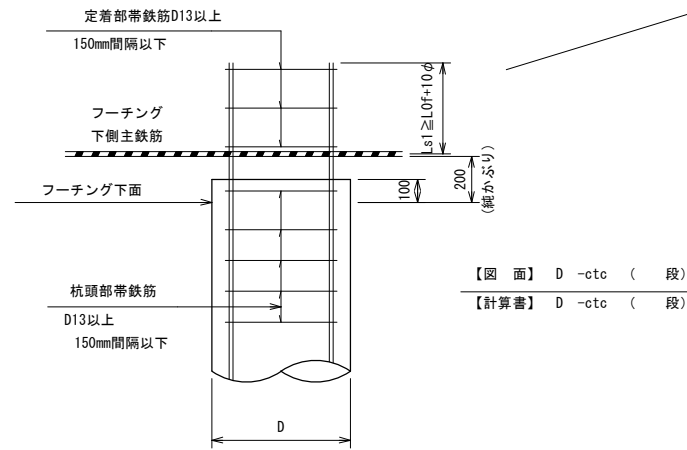 定着部帯鉄筋D13以上
150mm間隔以下
フーチング
下側主鉄筋
Ls1≧L0f+10φ
200
(純かぶり)
100
フーチング下面
杭頭部帯鉄筋
D13以上
150mm間隔以下
【図　面】　D　-ctc　(　　段)
【計算書】　D　-ctc　(　　段)
D